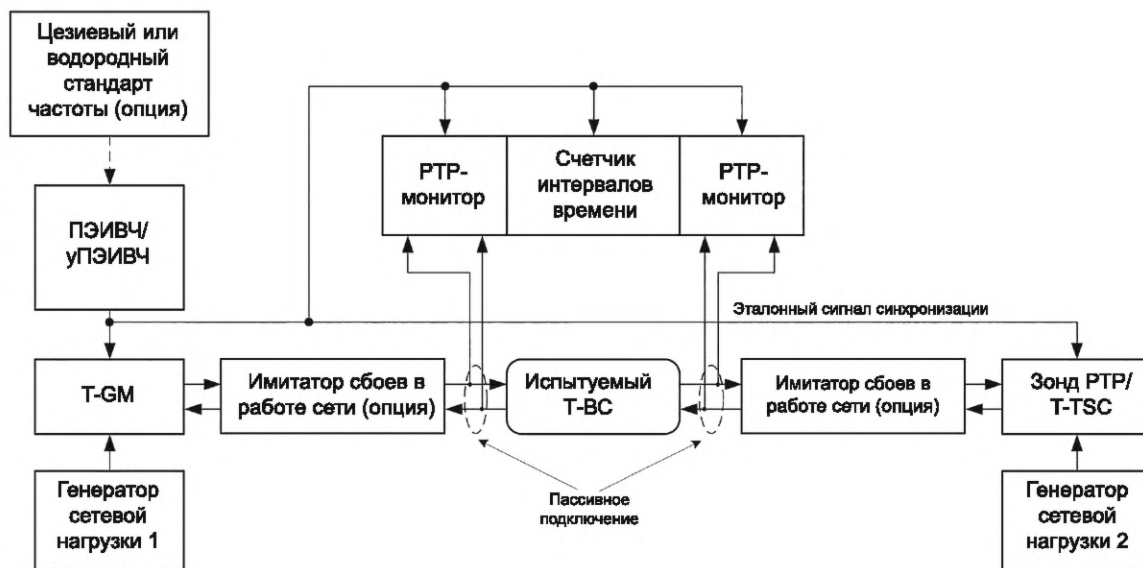 Цезиевый или
водородный
стандарт
частоты (опция)
ПЭИВЧ/
уПЭИВЧ
PTP-
монитор
Счетчик
интервалов
времени
PTP-
монитор
Эталонный сигнал синхронизации
T-GM
Имитатор сбоев в
работе сети (опция)
Испытуемый
T-BC
Имитатор сбоев в
работе сети (опция)
Зонд PTP/
T-TSC
Генератор
сетевой
нагрузки 1
Пассивное
подключение
Генератор
сетевой
нагрузки 2